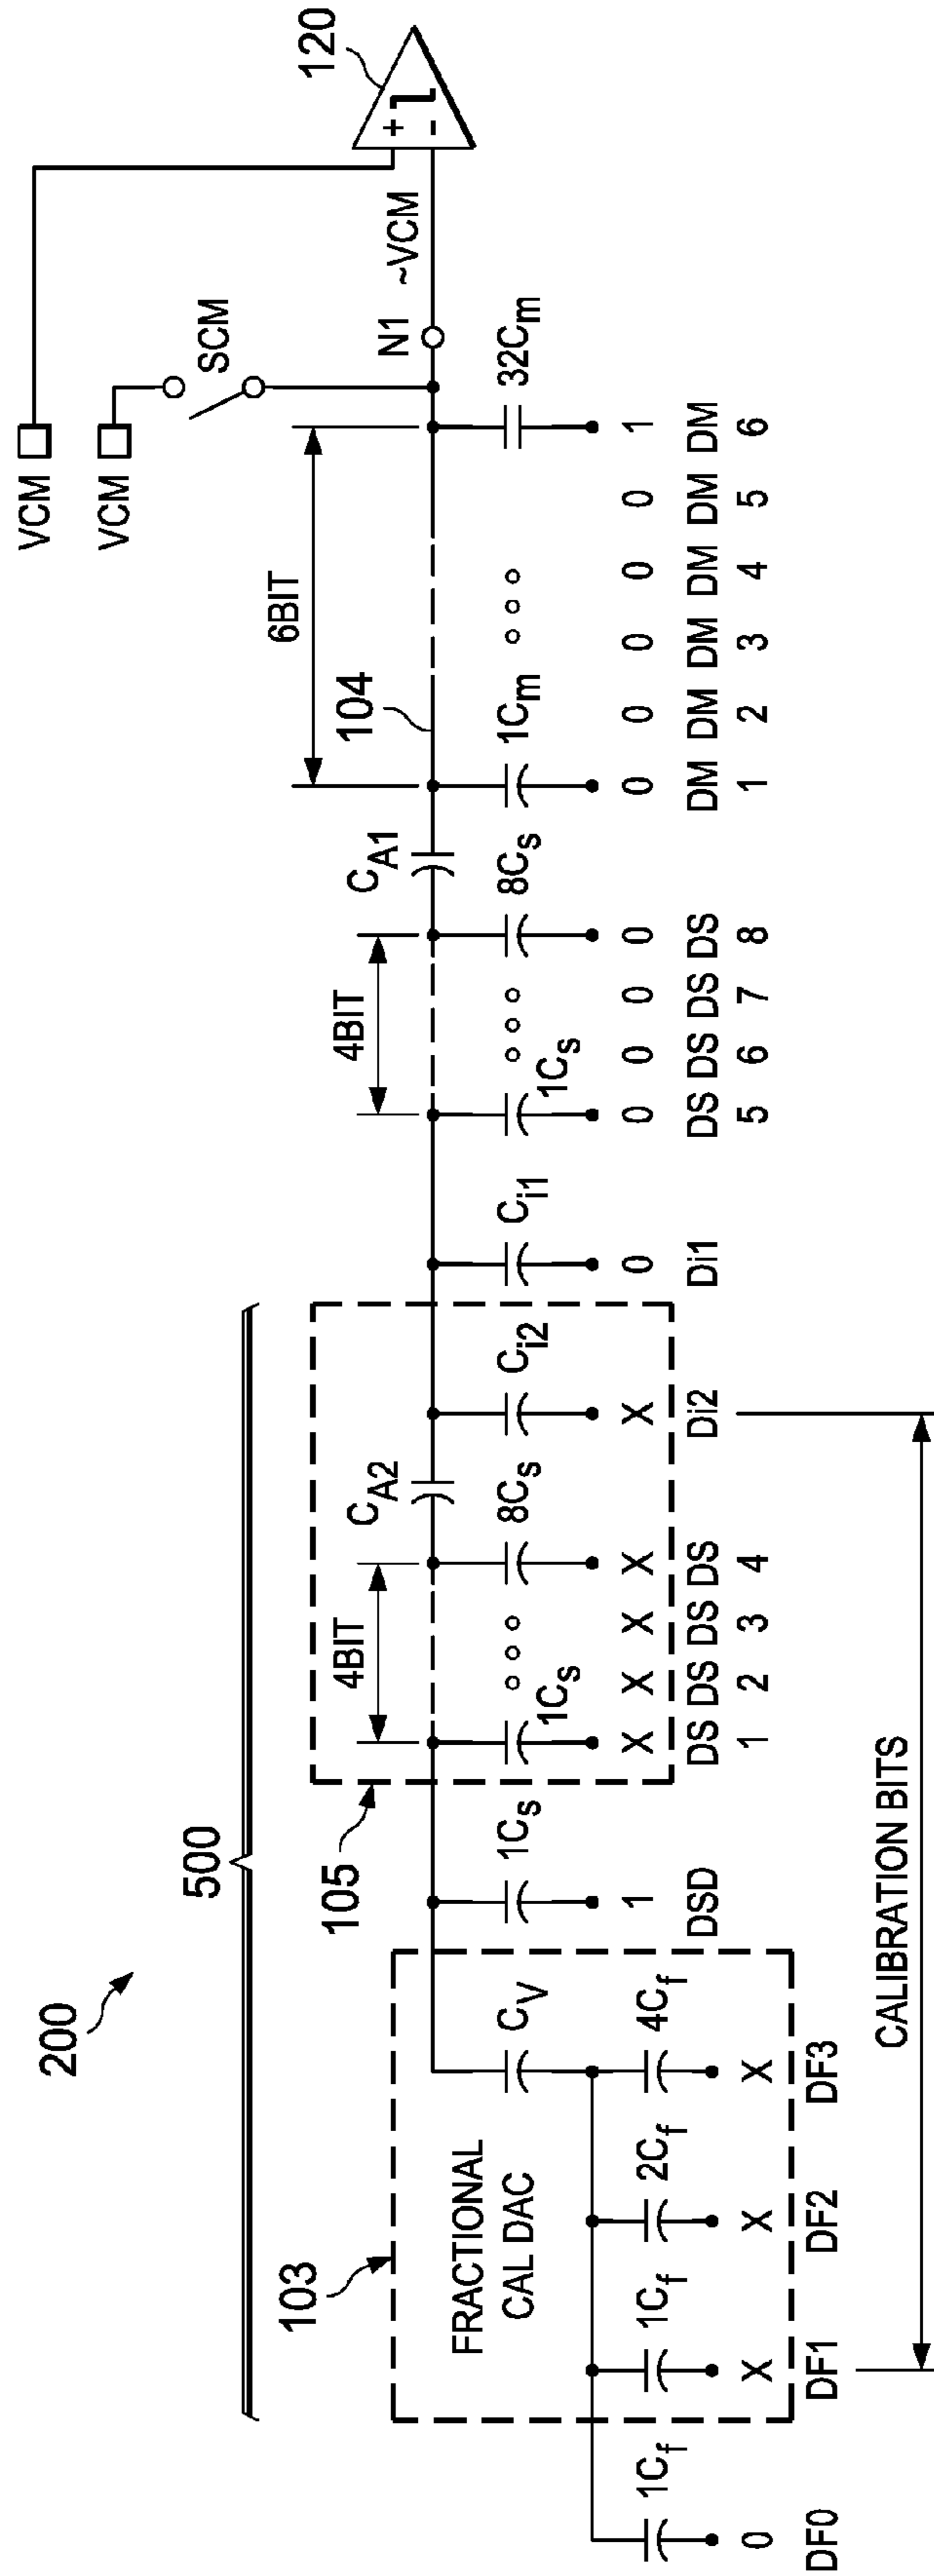 200
500
VCM
VCM
SCM
120
+
-
N1
~VCM
6BIT
104
4BIT
4BIT
105
103
FRACTIONAL
CAL DAC
CV
1Cs
1Cs
8Cs
CA2
Ci2
Ci1
1Cs
8Cs
CA1
1Cm
32Cm
1Cf
1Cf
2Cf
4Cf
0 X X X 1 X X X X X 0 0 0 0 0 0 0 0 0 0 1
DF0 DF1 DF2 DF3 DSD DS DS DS DS Di2 Di1 DS DS DS DS DM DM DM DM DM DM
1 2 3 4 5 6 7 8 1 2 3 4 5 6
CALIBRATION BITS